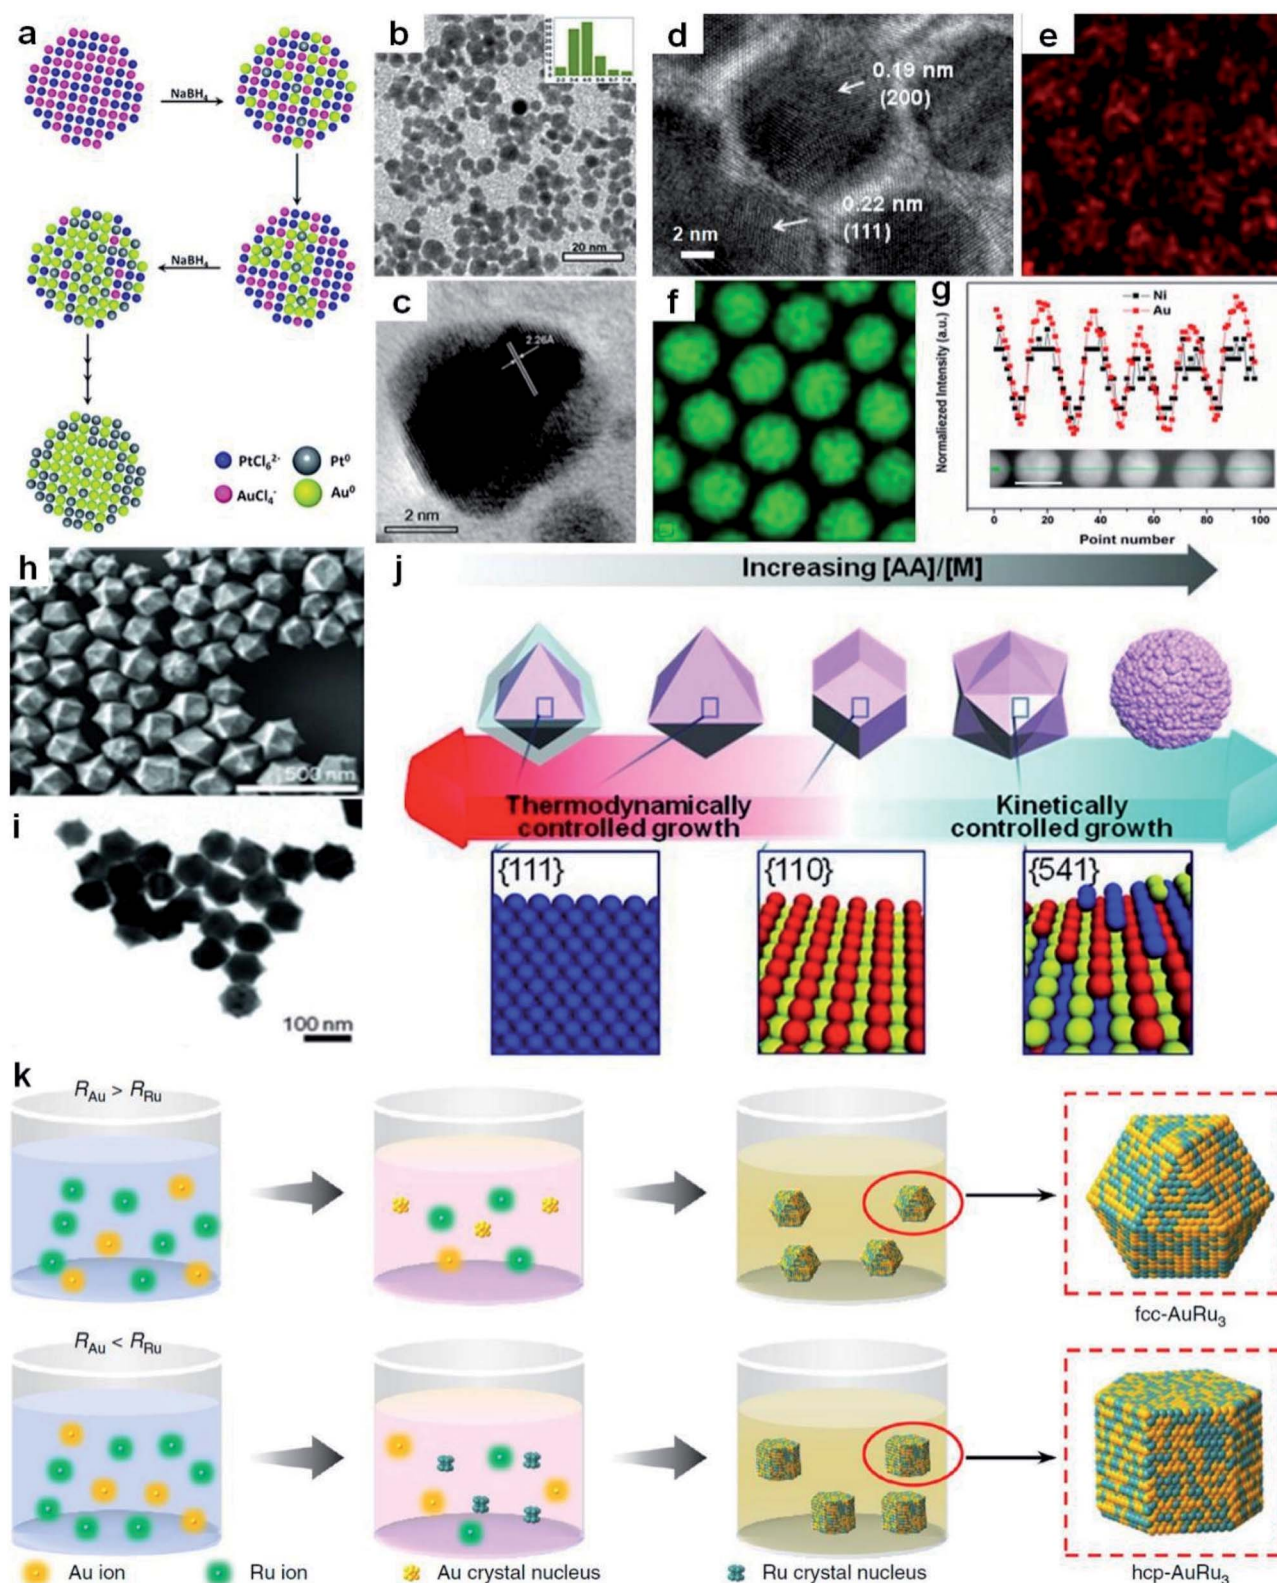 a
NaBH4
NaBH4
PtCl6 2-
Pt0
AuCl4 -
Au0
b
20 nm
c
2.26A
2 nm
d
0.19 nm
(200)
0.22 nm
(111)
2 nm
e
f
g
Ni
Au
Normaliezed Intensity (a.u.)
0 20 40 60 80 100
Point number
h
500 nm
i
100 nm
j
Increasing [AA]/[M]
Thermodynamically
controlled growth
Kinetically
controlled growth
{111}
{110}
{541}
k
RAu > RRu
fcc-AuRu3
RAu < RRu
Au ion
Ru ion
Au crystal nucleus
Ru crystal nucleus
hcp-AuRu3